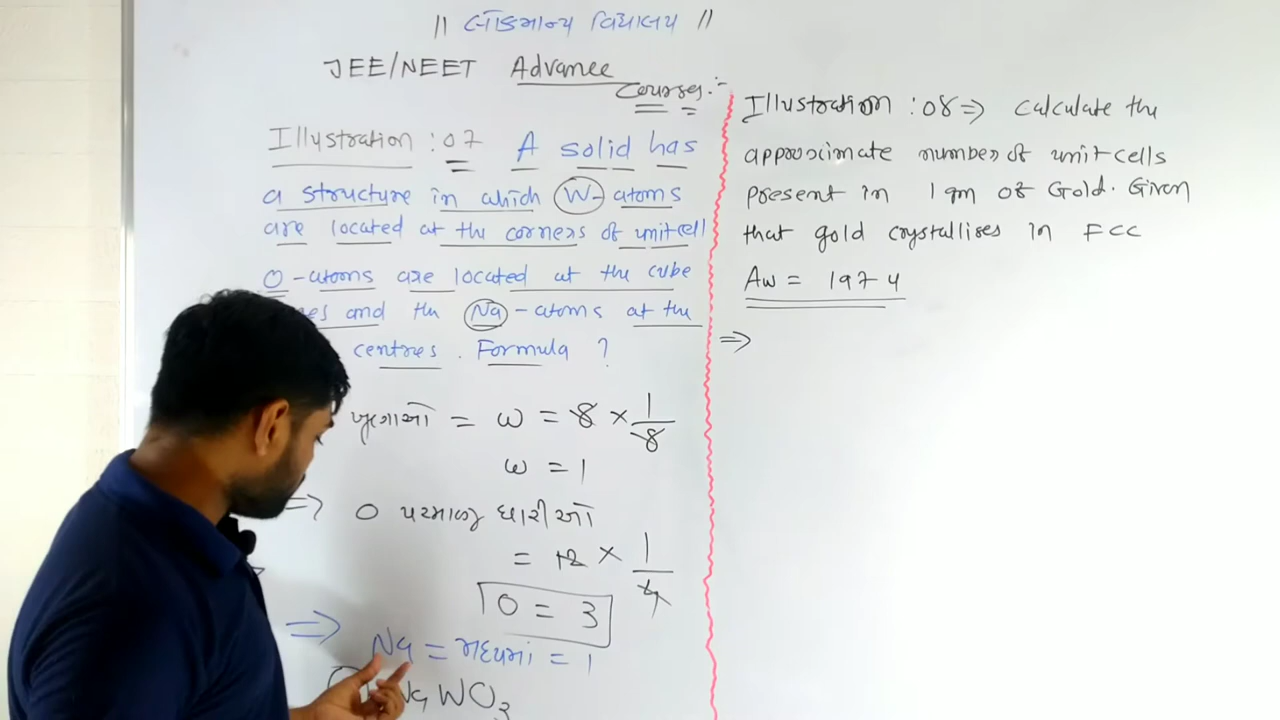 || લોકમાન્ય વિદ્યાલય ||
JEE/NEET Advance
Courses:-
Illustration : 07 A solid has
a structure in which W- atoms
are located at the corners of unitcell
O -atoms are located at the cube
es and the Na - atoms at the
centres . Formula ?
ખૂણાઓ = W = 8 × 1/8
W = 1
=> O પરમાણુ ધારીઓ
= 12 × 1/4
O = 3
=> Na = મધ્યમાં = 1
Na WO3
Illustration : 08 => Calculate the
approximate number of unit cells
present in 1 gm of Gold. Given
that gold crystallises in FCC
Aw = 197 u
=>